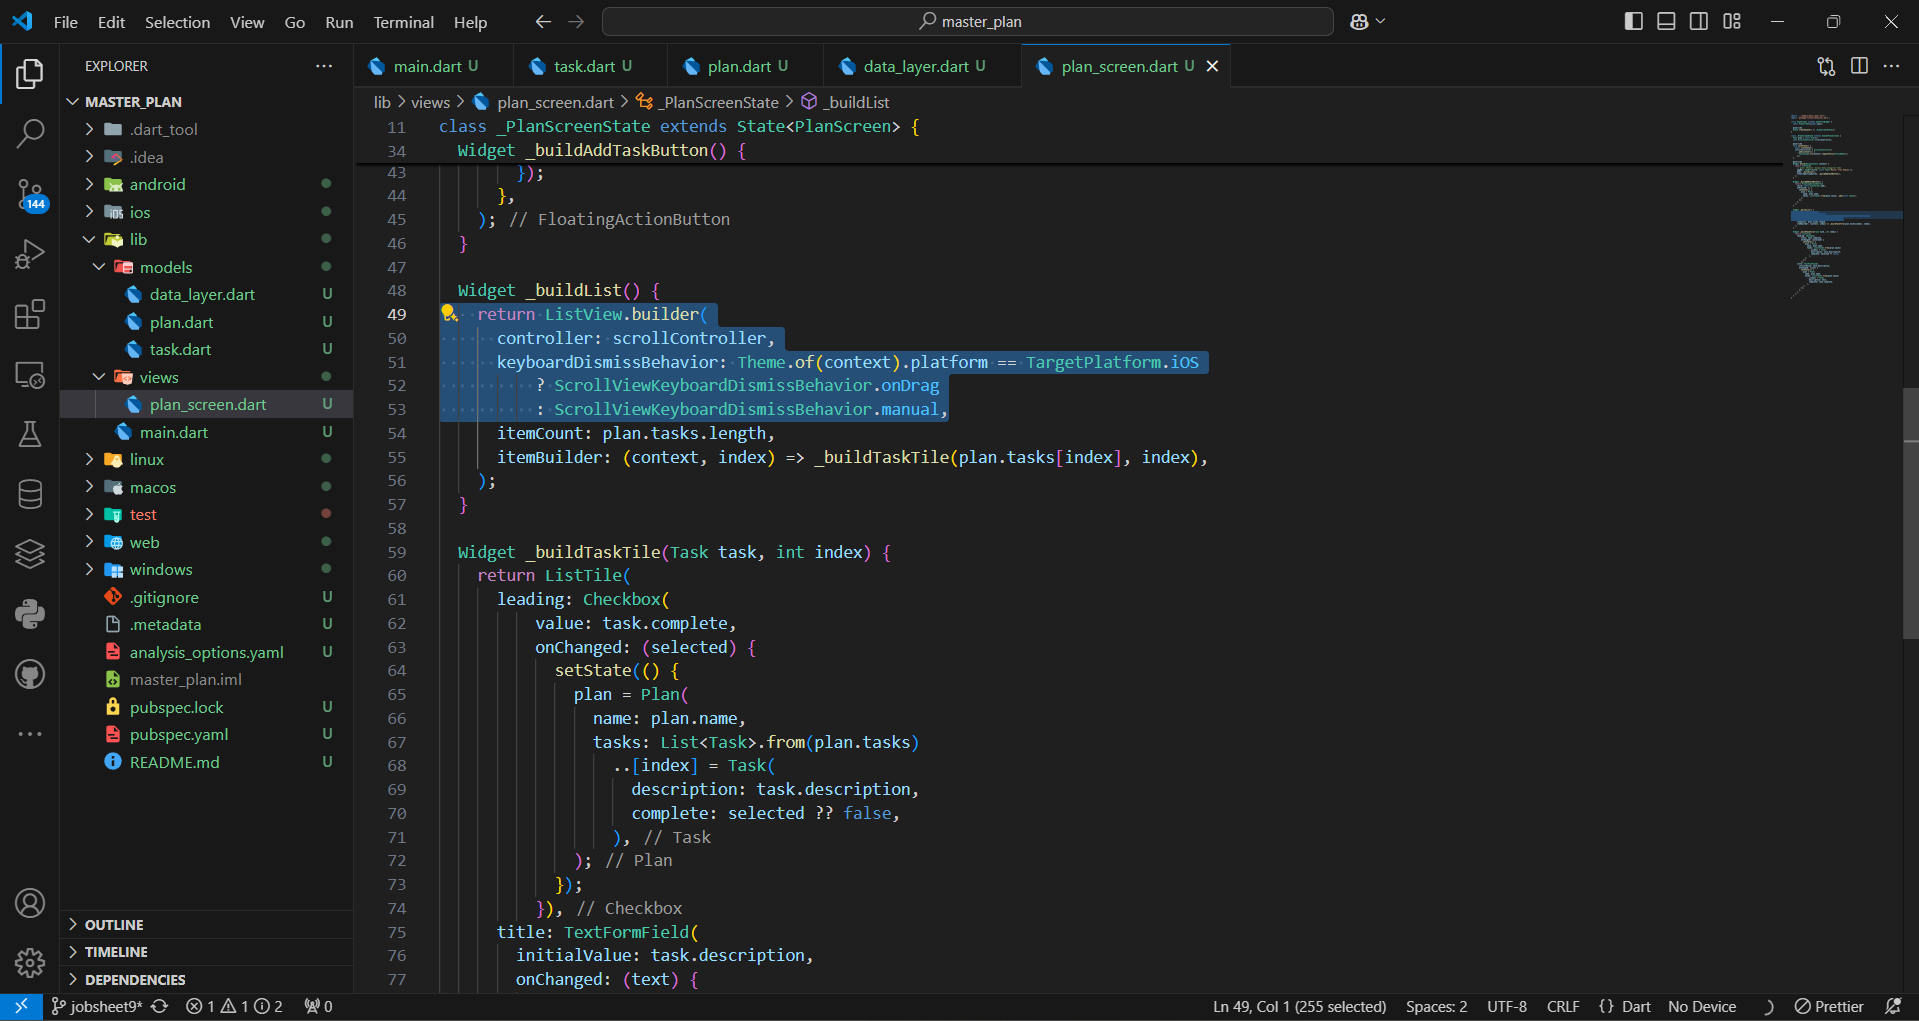 File Edit Selection View Go Run Terminal Help
master_plan
EXPLORER
main.dart U
task.dart U
plan.dart U
data_layer.dart U
plan_screen.dart U
lib > views > plan_screen.dart > _PlanScreenState > _buildList
MASTER_PLAN
.dart_tool
.idea
android
ios
lib
models
data_layer.dart U
plan.dart U
task.dart U
views
plan_screen.dart U
main.dart U
linux
macos
test
web
windows
.gitignore U
.metadata U
analysis_options.yaml U
master_plan.iml
pubspec.lock U
pubspec.yaml U
README.md U
OUTLINE
TIMELINE
DEPENDENCIES
144
11 class _PlanScreenState extends State<PlanScreen> {
34 Widget _buildAddTaskButton() {
43 });
44 },
45 ); // FloatingActionButton
46 }
47
48 Widget _buildList() {
49 return ListView.builder(
50 controller: scrollController,
51 keyboardDismissBehavior: Theme.of(context).platform == TargetPlatform.iOS
52 ? ScrollViewKeyboardDismissBehavior.onDrag
53 : ScrollViewKeyboardDismissBehavior.manual,
54 itemCount: plan.tasks.length,
55 itemBuilder: (context, index) => _buildTaskTile(plan.tasks[index], index),
56 );
57 }
58
59 Widget _buildTaskTile(Task task, int index) {
60 return ListTile(
61 leading: Checkbox(
62 value: task.complete,
63 onChanged: (selected) {
64 setState(() {
65 plan = Plan(
66 name: plan.name,
67 tasks: List<Task>.from(plan.tasks)
68 ..[index] = Task(
69 description: task.description,
70 complete: selected ?? false,
71 ), // Task
72 ); // Plan
73 });
74 }), // Checkbox
75 title: TextFormField(
76 initialValue: task.description,
77 onChanged: (text) {
jobsheet9* 1 1 2 0
Ln 49, Col 1 (255 selected) Spaces: 2 UTF-8 CRLF {} Dart No Device Prettier